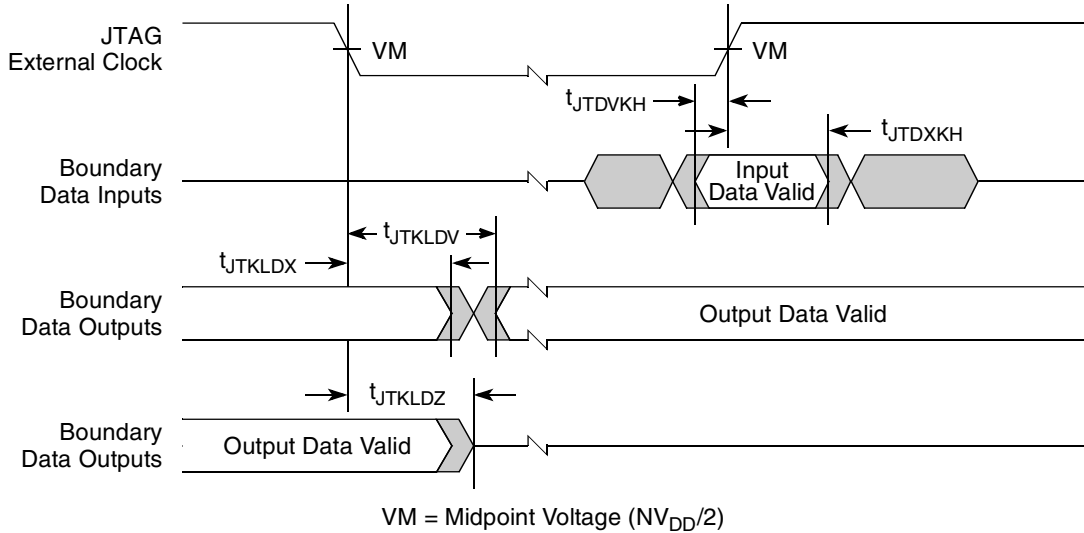 JTAG
External Clock
VM
VM
tJTDVKH
tJTDXKH
Boundary
Data Inputs
Input
Data Valid
tJTKLDV
tJTKLDX
Boundary
Data Outputs
Output Data Valid
tJTKLDZ
Boundary
Data Outputs
Output Data Valid
VM = Midpoint Voltage (NVDD/2)